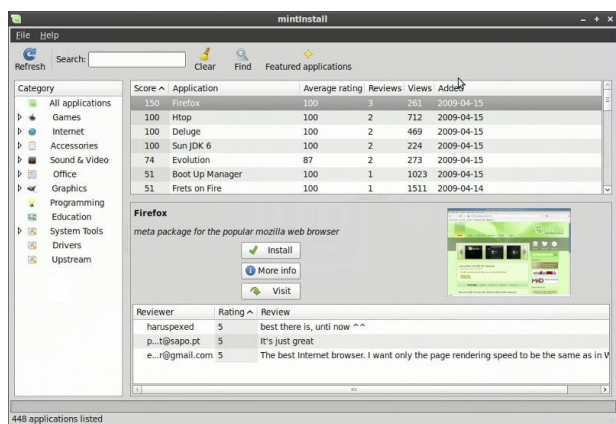 mintInstall
File Help
Refresh Search: Clear Find Featured applications
Category
All applications
Games
Internet
Accessories
Sound & Video
Office
Graphics
Programming
Education
System Tools
Drivers
Upstream
Score Application Average rating Reviews Views Added
150 Firefox 100 3 261 2009-04-15
100 Htop 100 2 712 2009-04-15
100 Deluge 100 2 469 2009-04-15
100 Sun JDK 6 100 2 224 2009-04-15
74 Evolution 87 2 273 2009-04-15
51 Boot Up Manager 100 1 1023 2009-04-15
51 Frets on Fire 100 1 1511 2009-04-14
Firefox
meta package for the popular mozilla web browser
Install
More info
Visit
Reviewer Rating Review
haruspexed 5 best there is, unti now ^^
p...t@sapo.pt 5 It's just great
e...r@gmail.com 5 The best Internet browser. I want only the page rendering speed to be the same as in W
448 applications listed